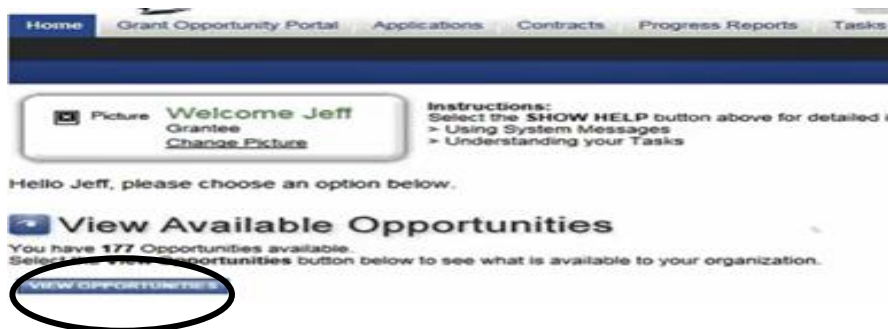 Home Grant Opportunity Portal Applications Contracts Progress Reports Tasks
Picture Welcome Jeff
Grantee
Change Picture
Instructions:
Select the SHOW HELP button above for detailed
> Using System Messages
> Understanding your Tasks
Hello Jeff, please choose an option below.
View Available Opportunities
You have 177 Opportunities available.
Select the View Opportunities button below to see what is available to your organization.
VIEW OPPORTUNITIES